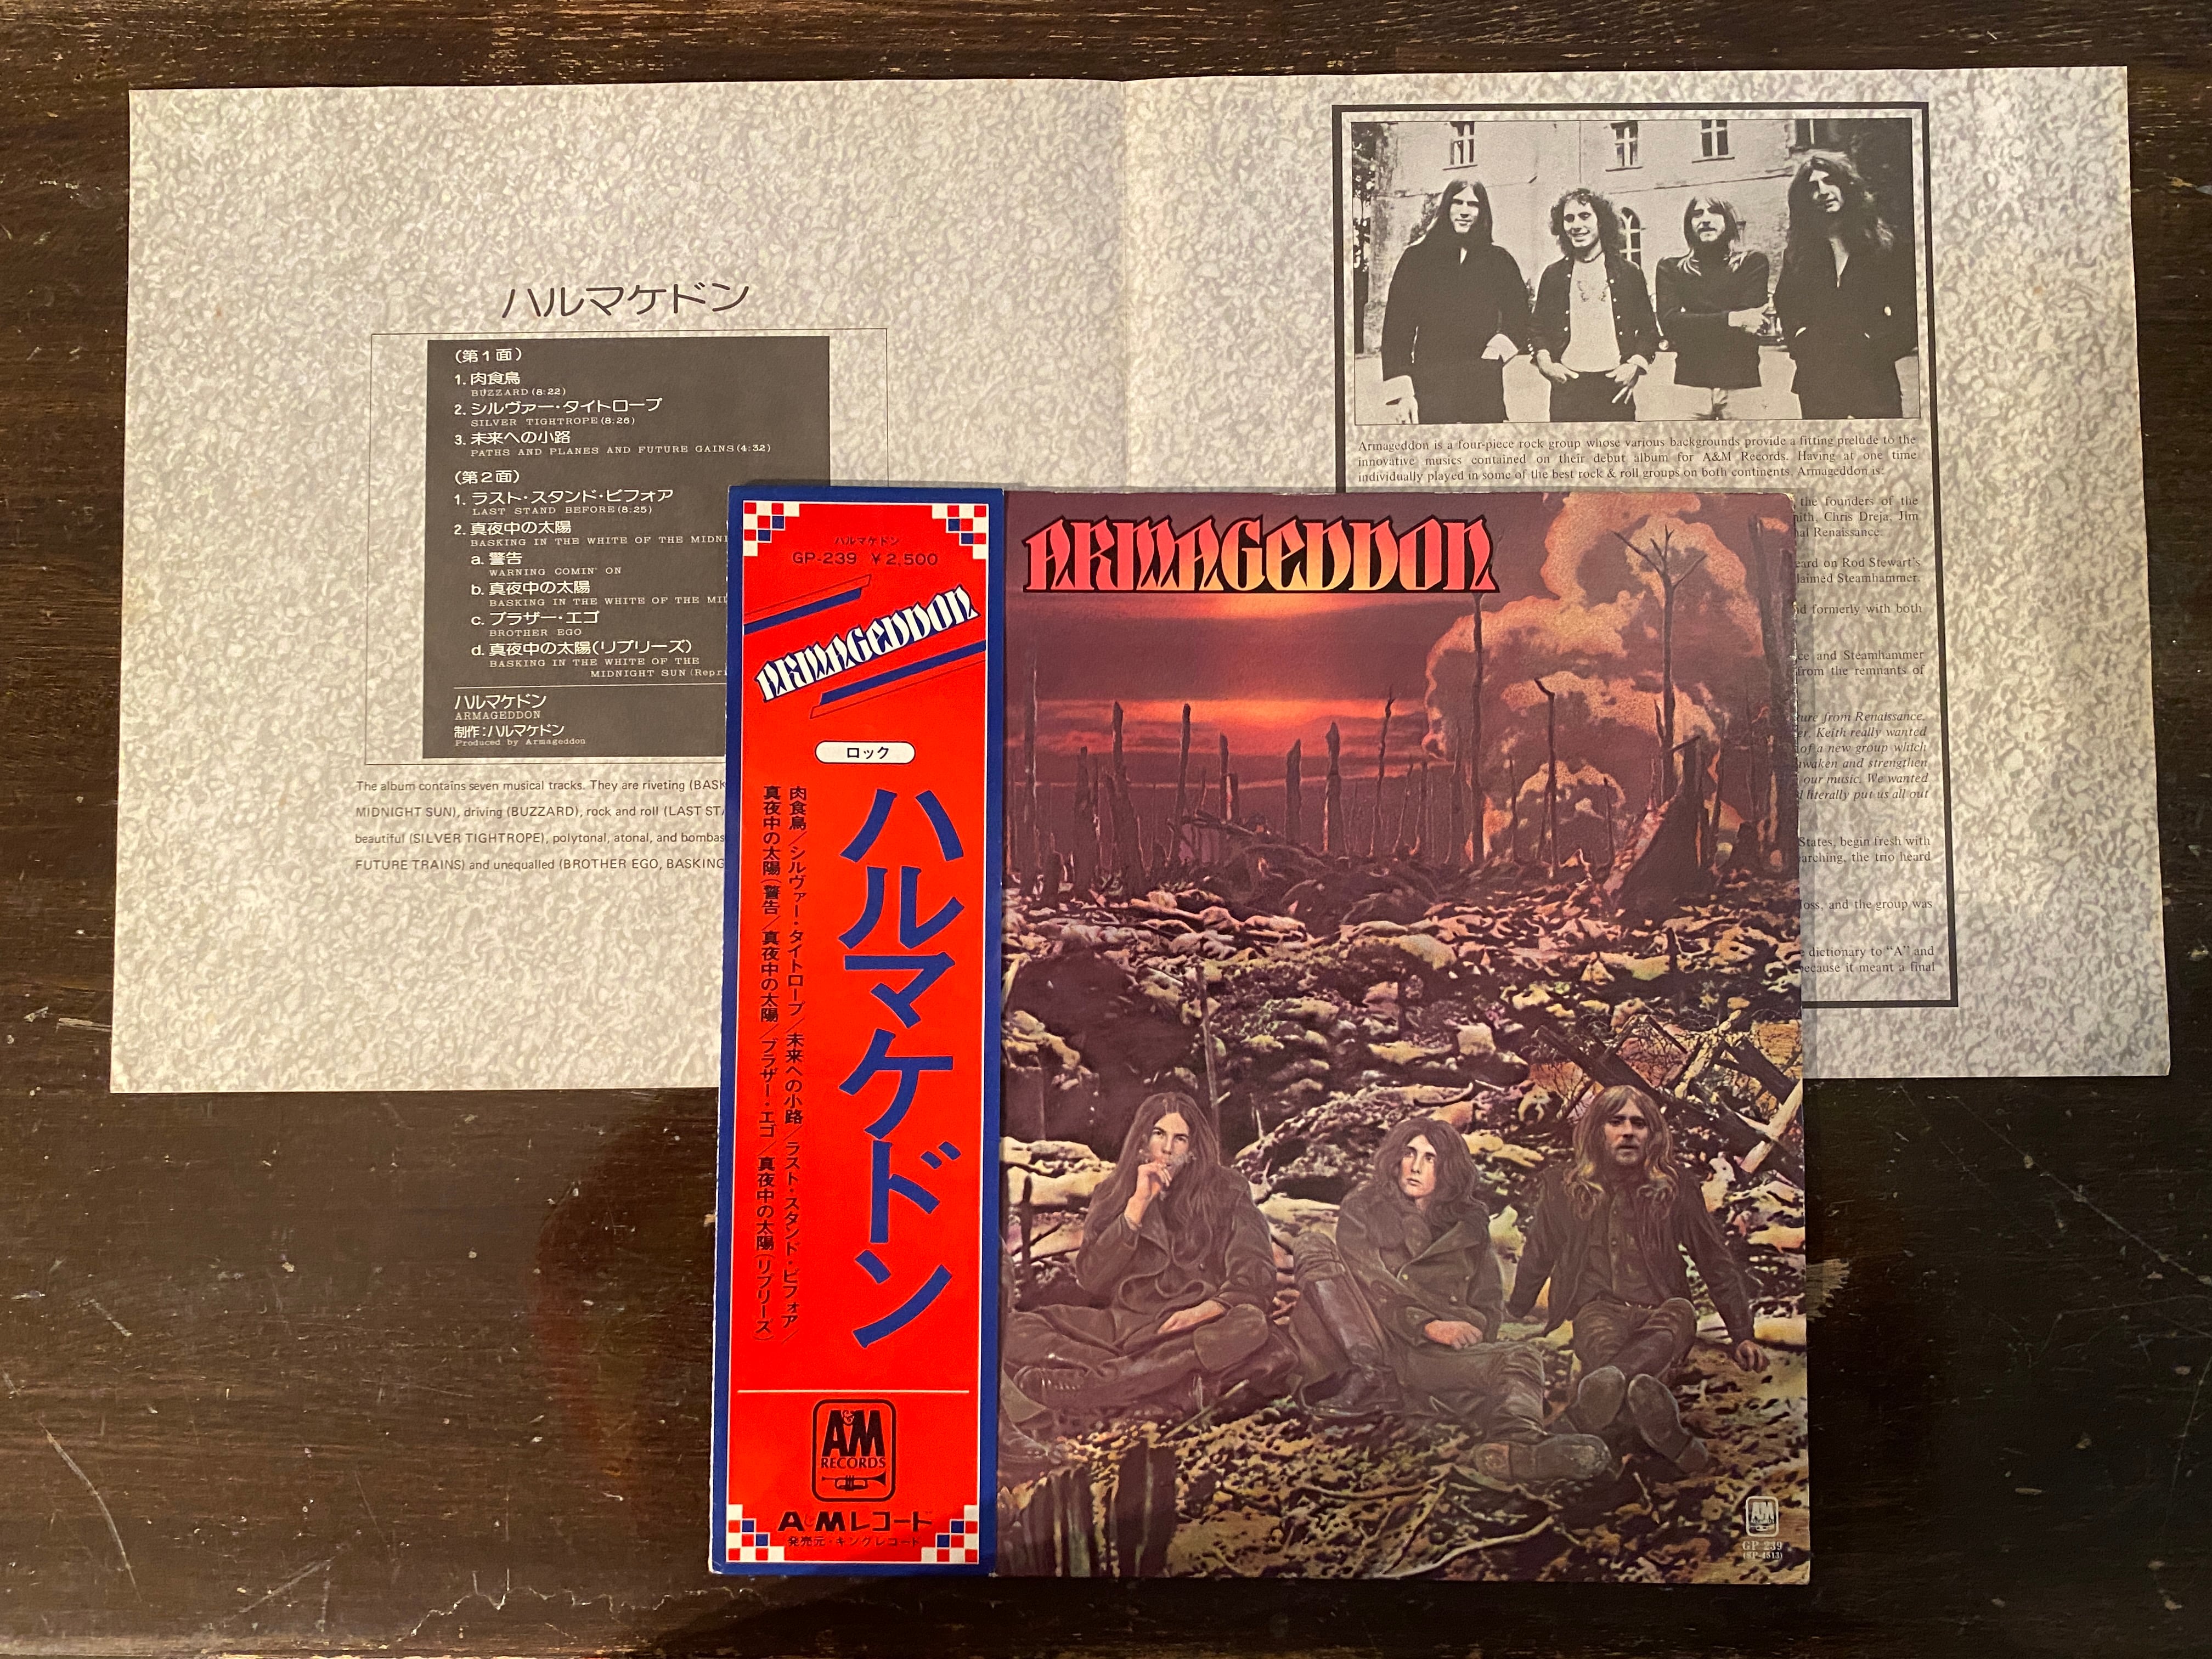 ハルマケドン
(第1面)
1. 肉食鳥
BUZZARD (8:22)
2. シルヴァー・タイトロープ
SILVER TIGHTROPE (8:26)
3. 未来への小路
PATHS AND PLANES AND FUTURE GAINS (4:32)
(第2面)
1. ラスト・スタンド・ビフォア
LAST STAND BEFORE (8:25)
2. 真夜中の太陽
BASKING IN THE WHITE OF THE
a. 警告
WARNING COMIN' ON
b. 真夜中の太陽
BASKING IN THE WHITE OF THE
c. ブラザー・エゴ
BROTHER EGO
d. 真夜中の太陽(リプリーズ)
BASKING IN THE WHITE OF THE
MIDNIGHT SUN
ハルマケドン
ARMAGEDDON
制作:ハルマケドン
Produced by Armageddon
The album contains seven musical tracks. They are riveting
MIDNIGHT SUN), driving (BUZZARD), rock and roll (LAST
beautiful (SILVER TIGHTROPE), polytonal, atonal, and
FUTURE TRAINS) and unequalled (BROTHER EGO, BASKING
Armageddon is a four-piece rock group whose various backgrounds provide a fitting prelude to the
innovative musics contained on their debut album for A&M Records. Having at one time
individually played in some of the best rock & roll groups on both continents, Armageddon is:
the founders of the
Chris Dreja, Jim
Renaissance.
on Rod Stewart's
Steamhammer.
formerly with both
and Steamhammer
from the remnants of
from Renaissance.
Keith really wanted
of a new group which
and strengthen
our music. We wanted
literally put us all out
States, begin fresh with
the trio heard
and the group was
dictionary to "A" and
because it meant a final
ハルマケドン
GP-239 ¥2,500
ARMAGEDDON
ロック
ハルマケドン
肉食鳥/シルヴァー・タイトロープ/未来への小路/ラスト・スタンド・ビフォア/
真夜中の太陽(警告/真夜中の太陽/ブラザー・エゴ/真夜中の太陽(リプリーズ)
A&M
RECORDS
A&Mレコード
発売元・キングレコード
ARMAGEDDON
A&M
GP 239
(SP-4513)